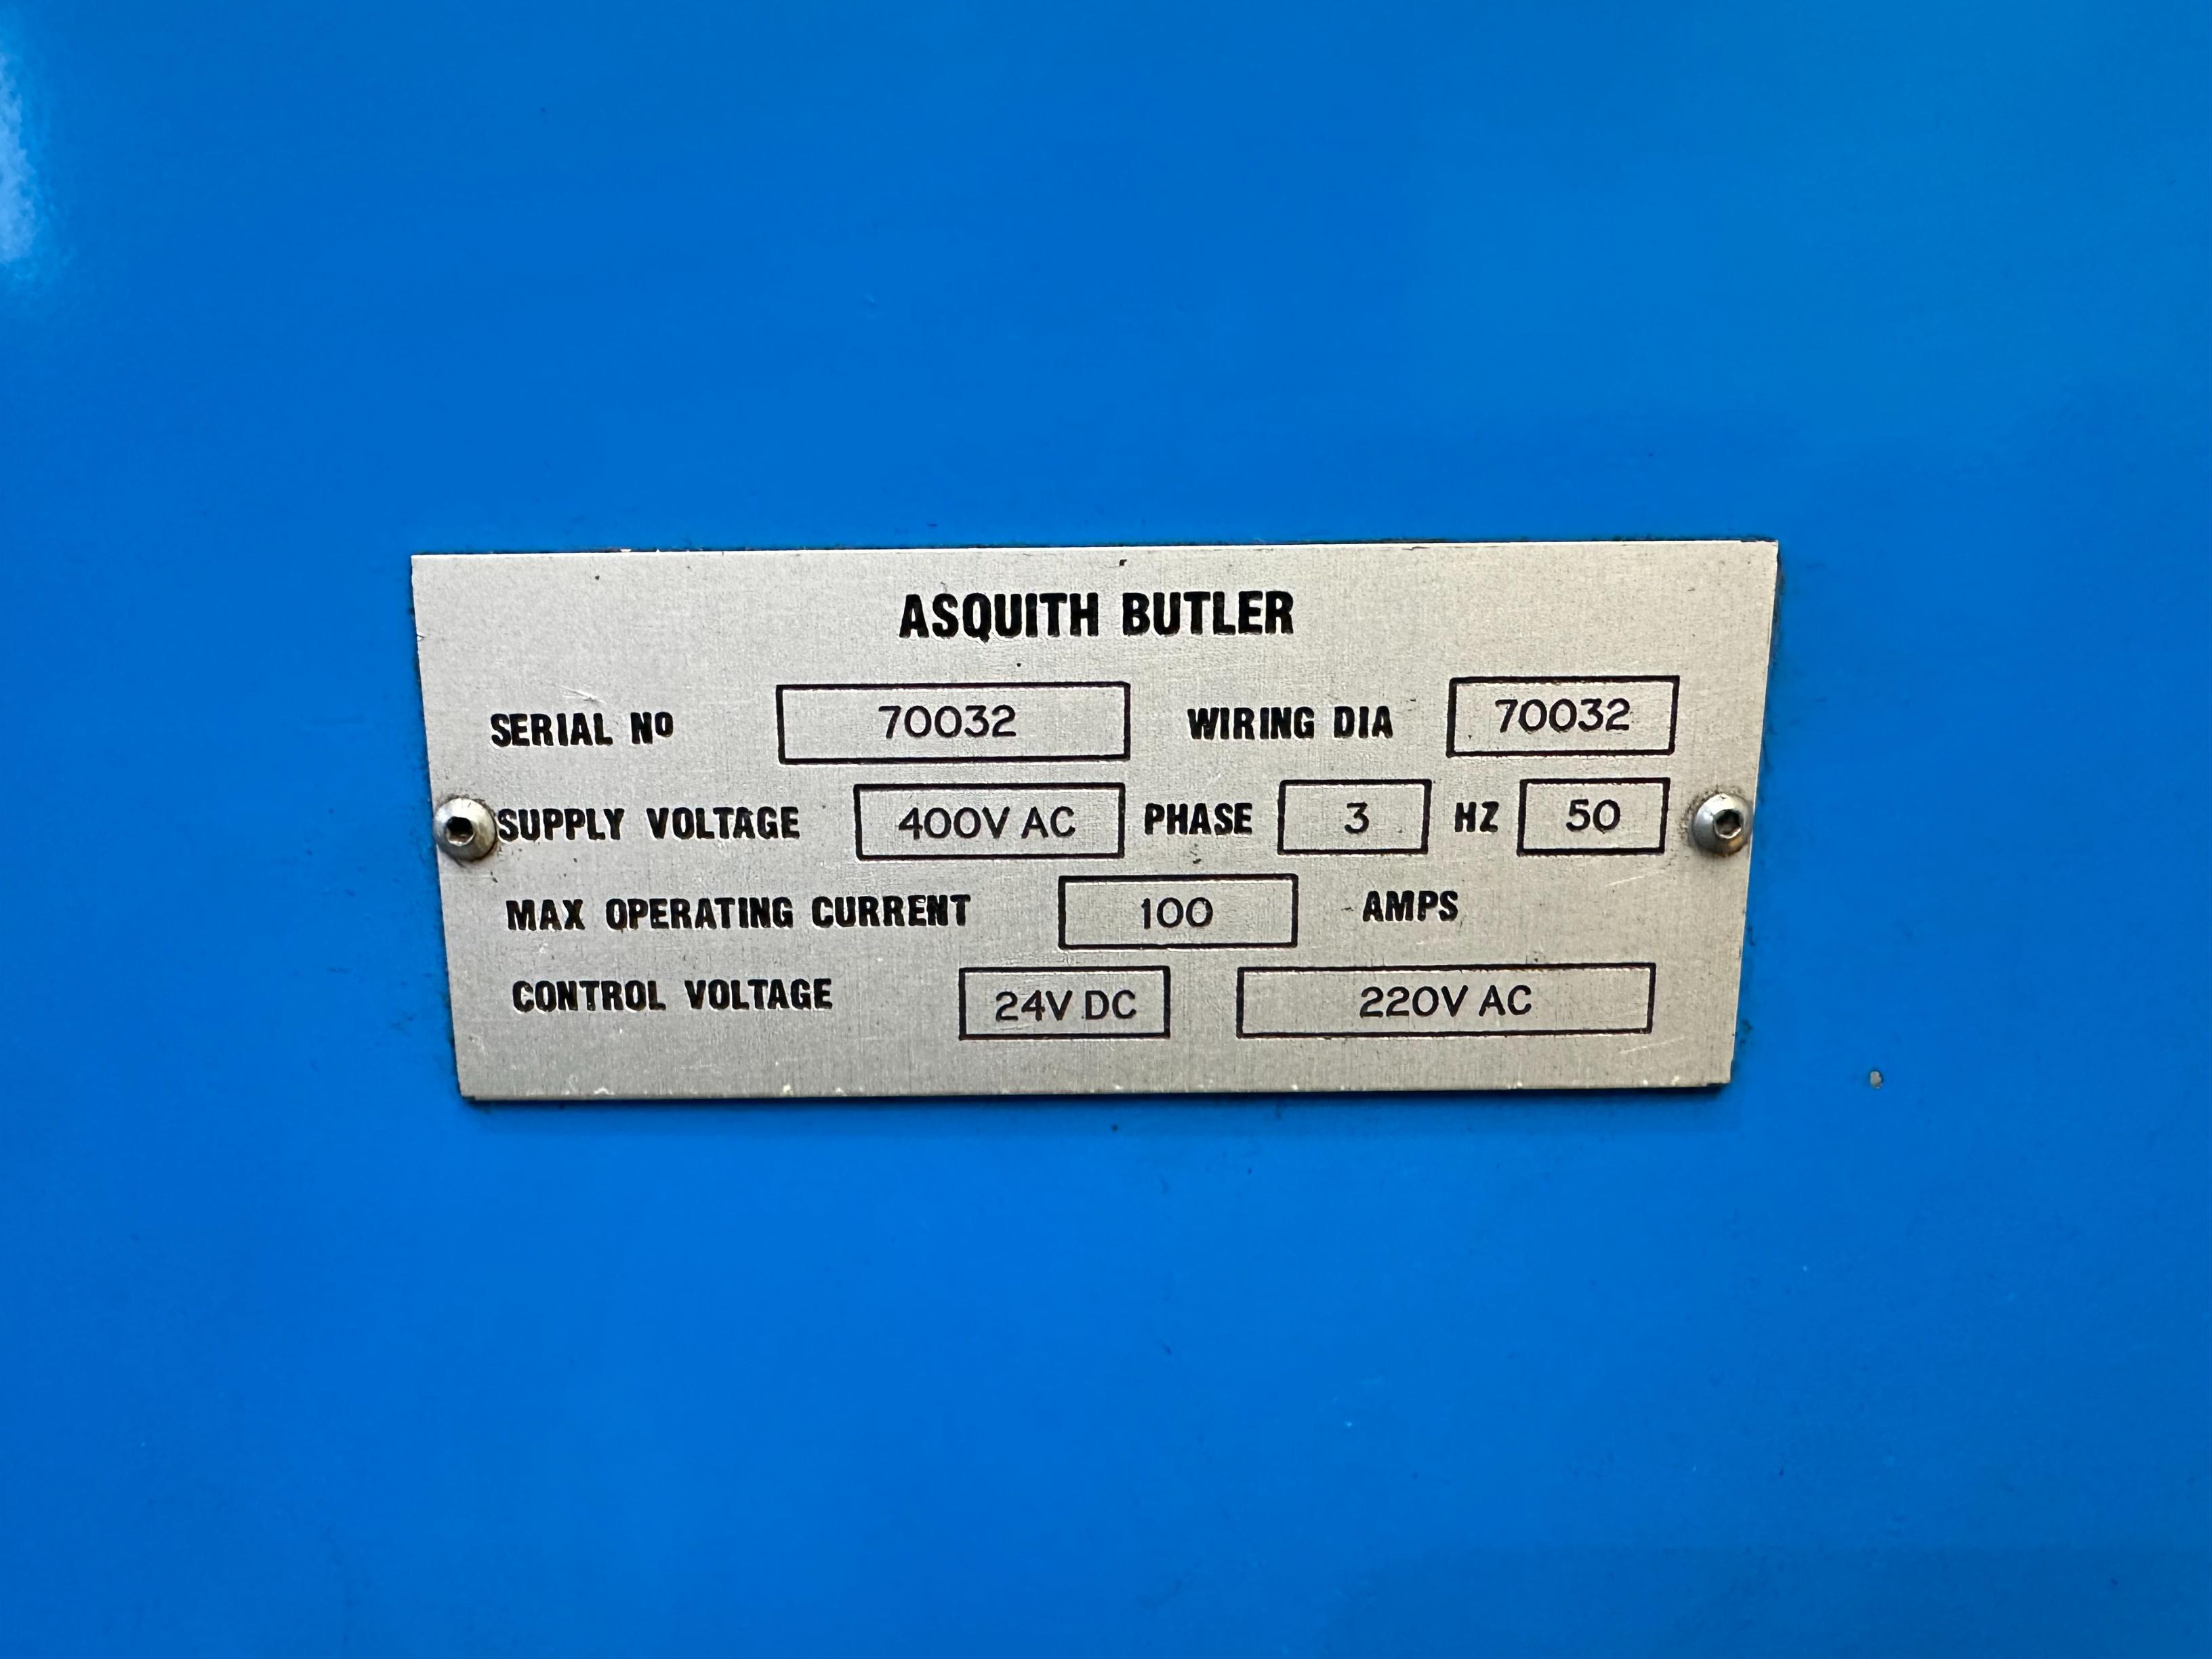 ASQUITH BUTLER
SERIAL Nº 70032 WIRING DIA 70032
SUPPLY VOLTAGE 400V AC PHASE 3 HZ 50
MAX OPERATING CURRENT 100 AMPS
CONTROL VOLTAGE 24V DC 220V AC